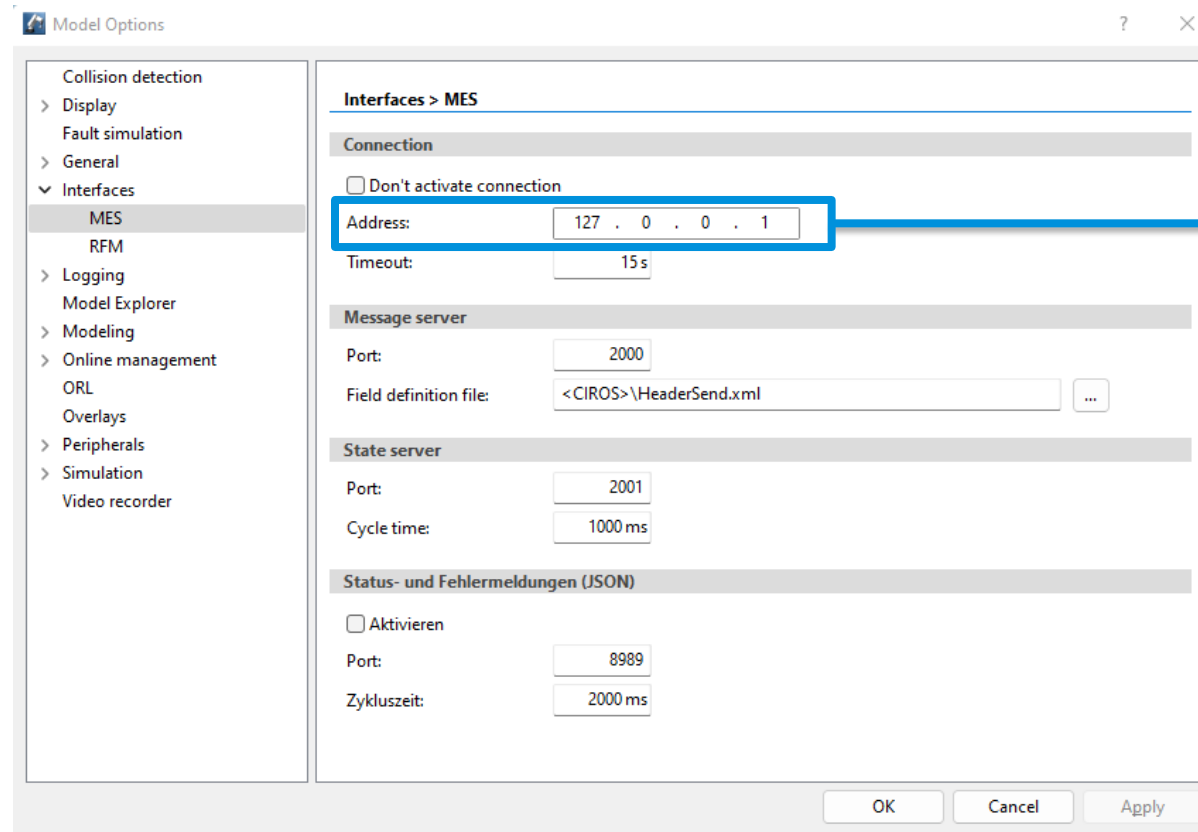 Model Options
?
Collision detection
Display
Fault simulation
General
Interfaces
MES
RFM
Logging
Model Explorer
Modeling
Online management
ORL
Overlays
Peripherals
Simulation
Video recorder
Interfaces > MES
Connection
Don't activate connection
Address: 127 . 0 . 0 . 1
Timeout: 15 s
Message server
Port: 2000
Field definition file: <CIROS>\HeaderSend.xml ...
State server
Port: 2001
Cycle time: 1000 ms
Status- und Fehlermeldungen (JSON)
Aktivieren
Port: 8989
Zykluszeit: 2000 ms
OK Cancel Apply